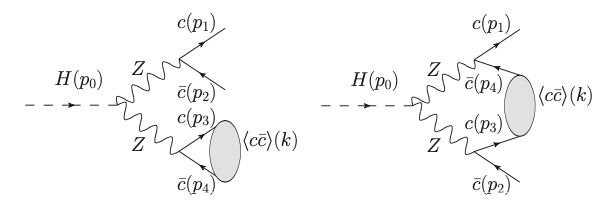 c(p₁)
Z
H(p₀)
c̄(p₂)
c(p₃)
Z
⟨cc̄⟩(k)
c̄(p₄)
c(p₁)
Z
c̄(p₄)
H(p₀)
⟨cc̄⟩(k)
c(p₃)
Z
c̄(p₂)